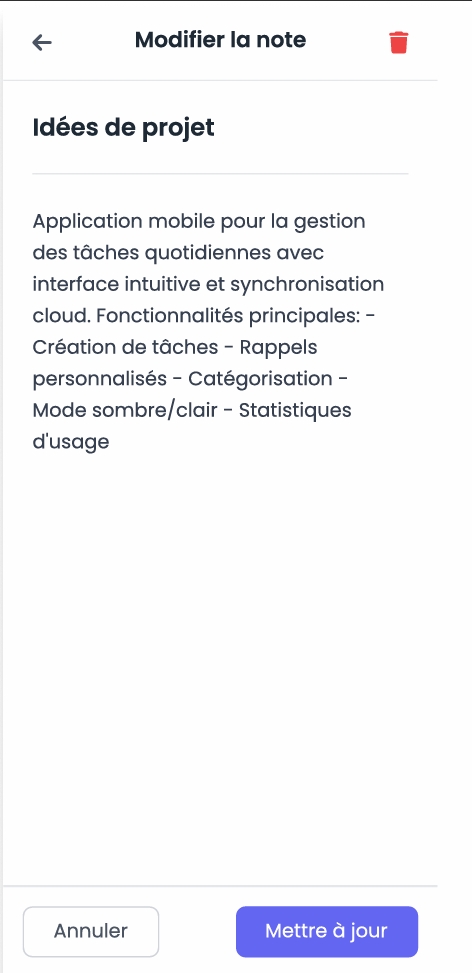 Modifier la note
Idées de projet
Application mobile pour la gestion
des tâches quotidiennes avec
interface intuitive et synchronisation
cloud. Fonctionnalités principales: -
Création de tâches - Rappels
personnalisés - Catégorisation -
Mode sombre/clair - Statistiques
d'usage
Annuler
Mettre à jour